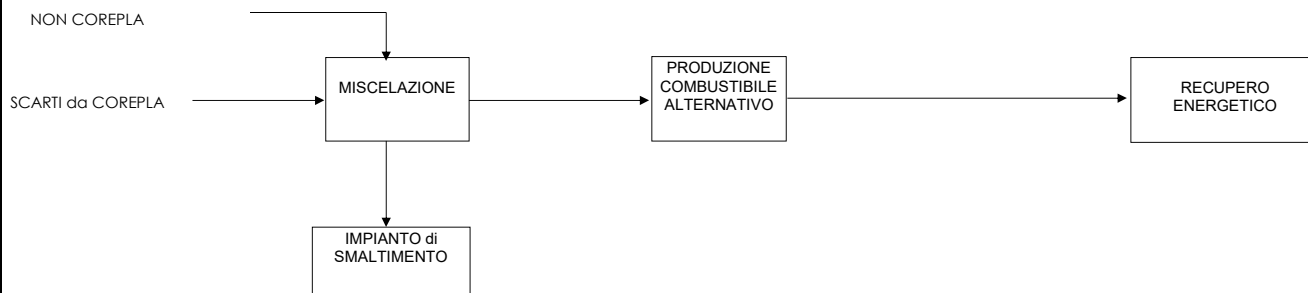 NON COREPLA
SCARTI da COREPLA
MISCELAZIONE
PRODUZIONE
COMBUSTIBILE
ALTERNATIVO
RECUPERO
ENERGETICO
IMPIANTO di
SMALTIMENTO